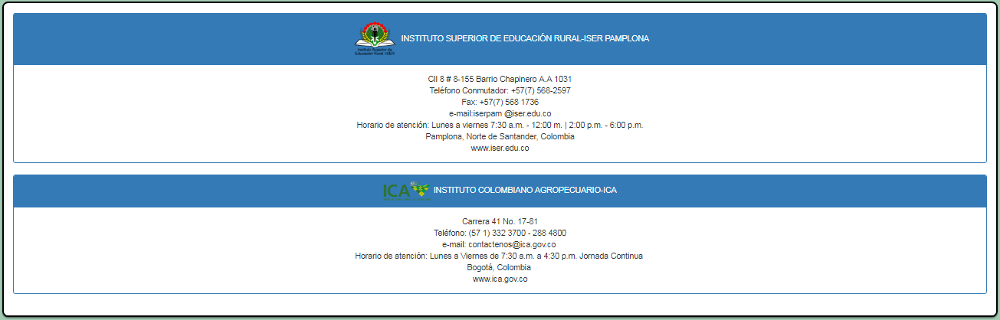 Instituto Superior de
Educación Rural -ISER
INSTITUTO SUPERIOR DE EDUCACIÓN RURAL-ISER PAMPLONA
Cll 8 # 8-155 Barrio Chapinero A.A 1031
Teléfono Conmutador: +57(7) 568-2597
Fax: +57(7) 568 1736
e-mail:iserpam @iser.edu.co
Horario de atención: Lunes a viernes 7:30 a.m. - 12:00 m. | 2:00 p.m. - 6:00 p.m.
Pamplona, Norte de Santander, Colombia
www.iser.edu.co
ICA
INSTITUTO COLOMBIANO AGROPECUARIO-ICA
Carrera 41 No. 17-81
Teléfono: (57 1) 332 3700 - 288 4800
e-mail: contactenos@ica.gov.co
Horario de atención: Lunes a Viernes de 7:30 a.m. a 4:30 p.m. Jornada Continua
Bogotá, Colombia
www.ica.gov.co